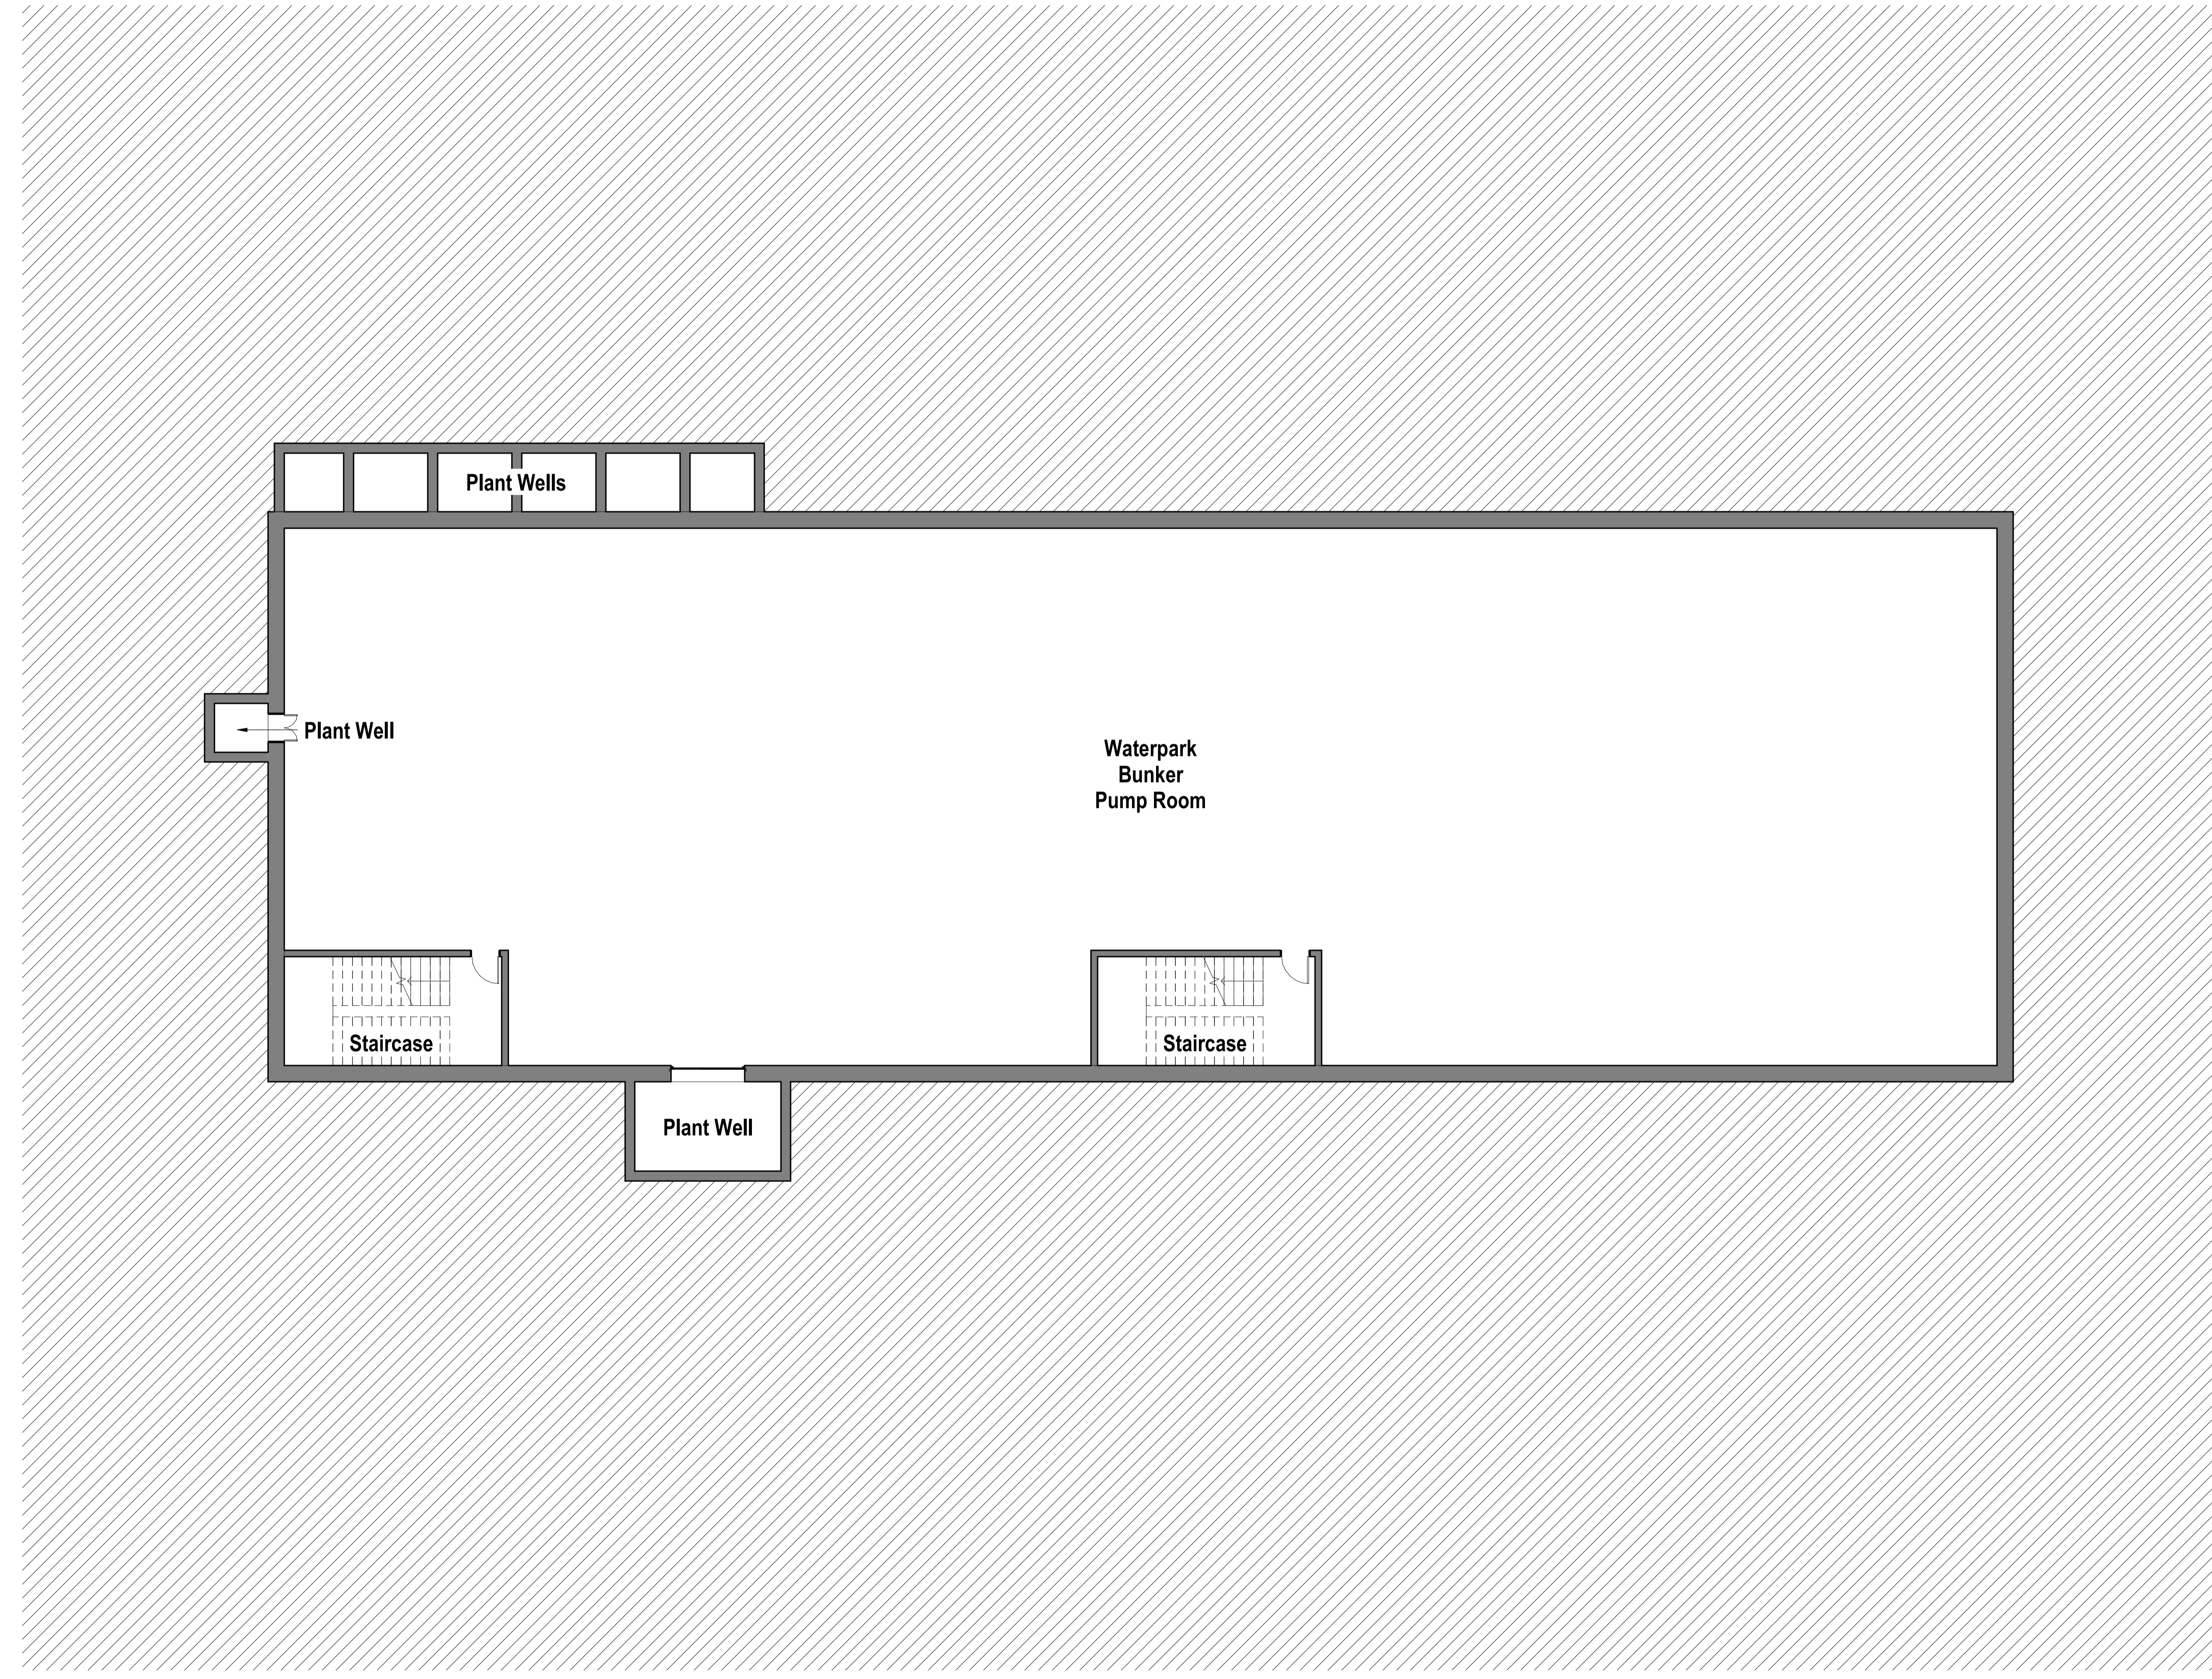 Plant Wells
Plant Well
Waterpark
Bunker
Pump Room
Staircase
Staircase
Plant Well